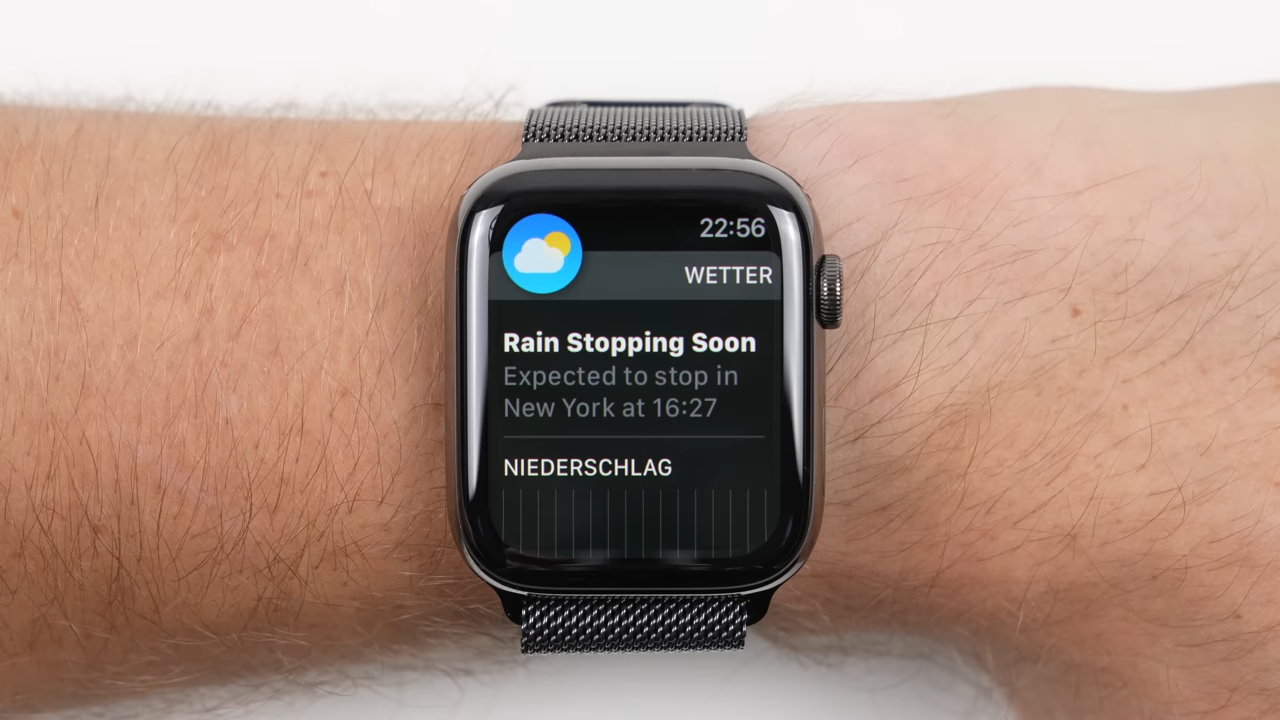 22:56
WETTER
Rain Stopping Soon
Expected to stop in
New York at 16:27
NIEDERSCHLAG